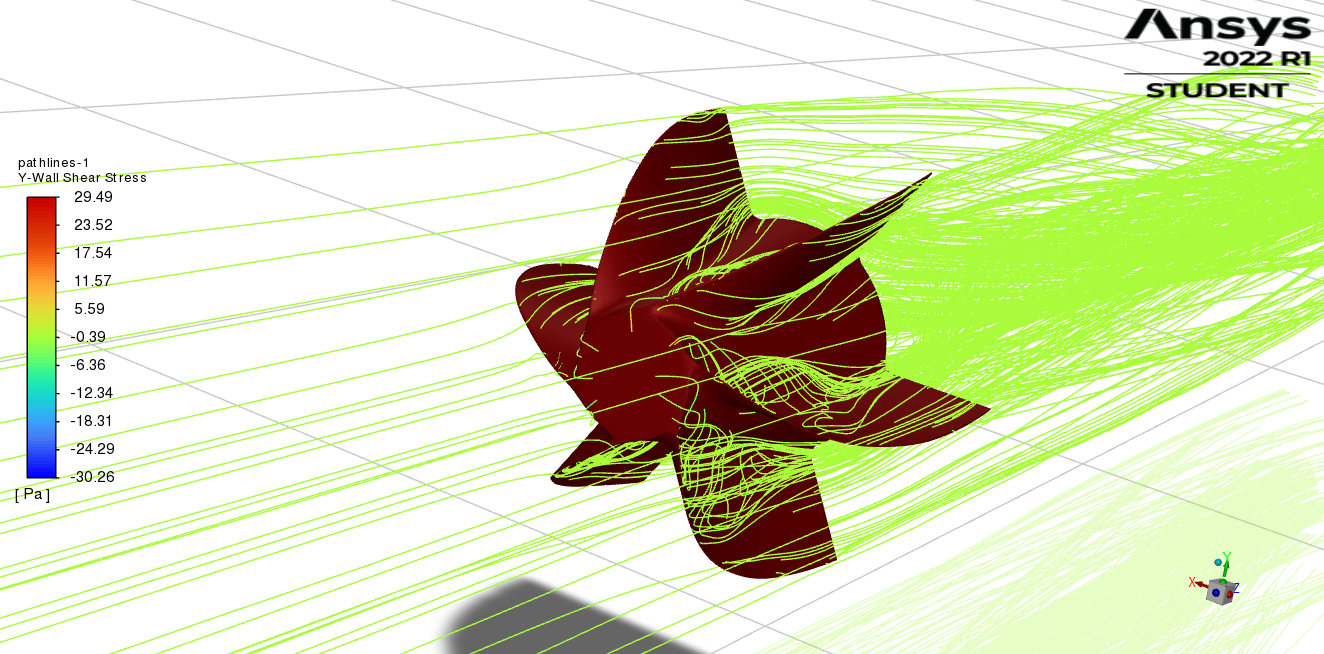 Ansys
2022 R1
STUDENT
pathlines-1
Y-Wall Shear Stress
29.49
23.52
17.54
11.57
5.59
-0.39
-6.36
-12.34
-18.31
-24.29
-30.26
[ Pa ]
Y
X
Z